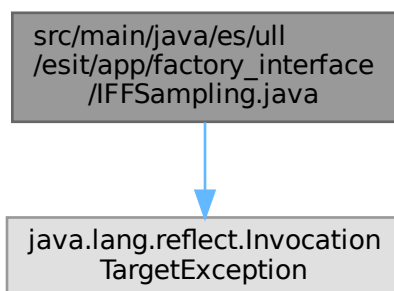 src/main/java/es/ull
/esit/app/factory_interface
/IFFSampling.java
java.lang.reflect.Invocation
TargetException